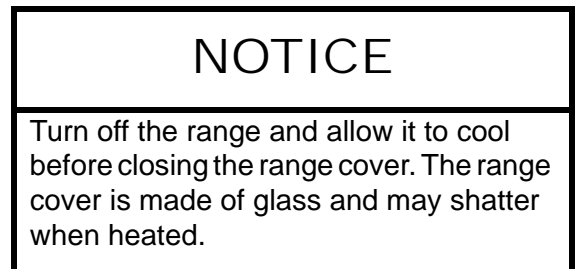 NOTICE
Turn off the range and allow it to cool
before closing the range cover. The range
cover is made of glass and may shatter
when heated.